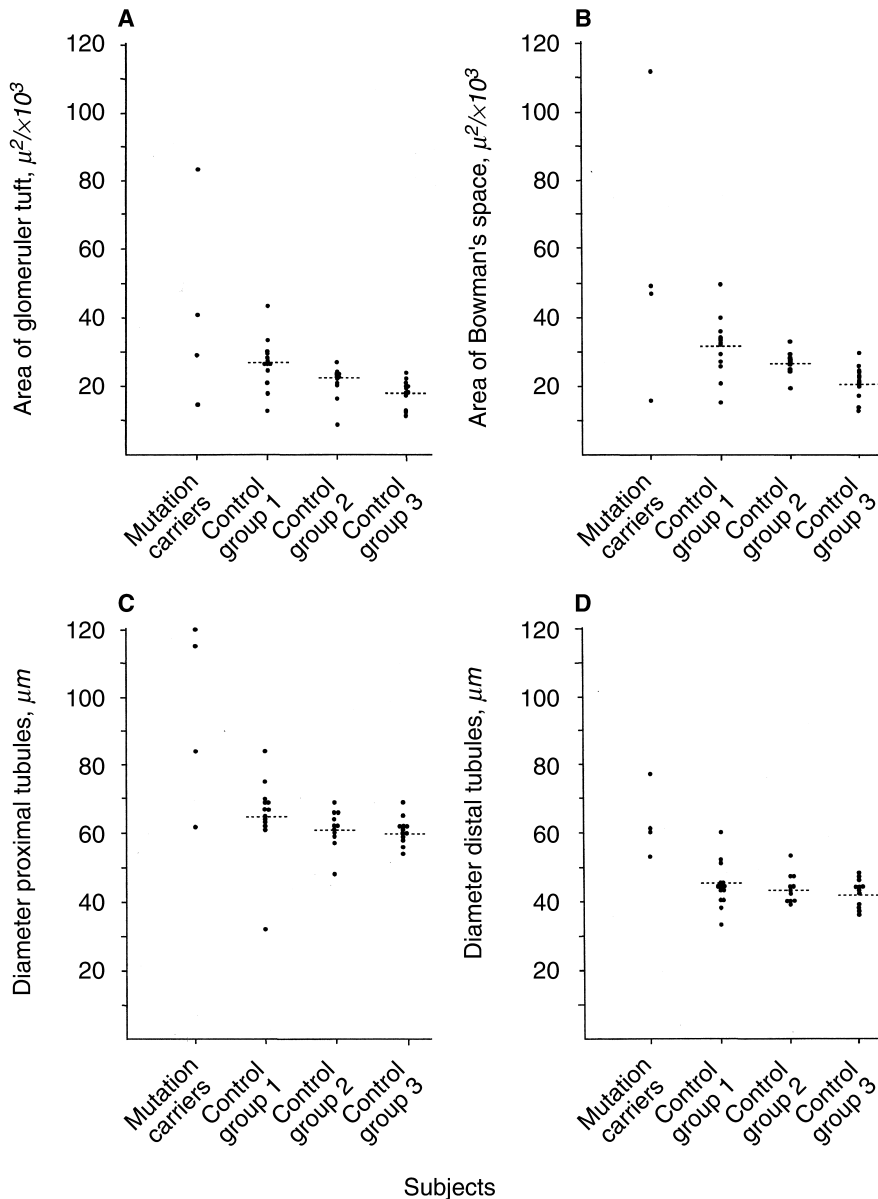 A
Area of glomeruler tuft, μ²/×10³
120
100
80
60
40
20
Mutation
carriers
Control
group 1
Control
group 2
Control
group 3
B
Area of Bowman's space, μ²/×10³
120
100
80
60
40
20
Mutation
carriers
Control
group 1
Control
group 2
Control
group 3
C
Diameter proximal tubules, μm
120
100
80
60
40
20
Mutation
carriers
Control
group 1
Control
group 2
Control
group 3
D
Diameter distal tubules, μm
120
100
80
60
40
20
Mutation
carriers
Control
group 1
Control
group 2
Control
group 3
Subjects